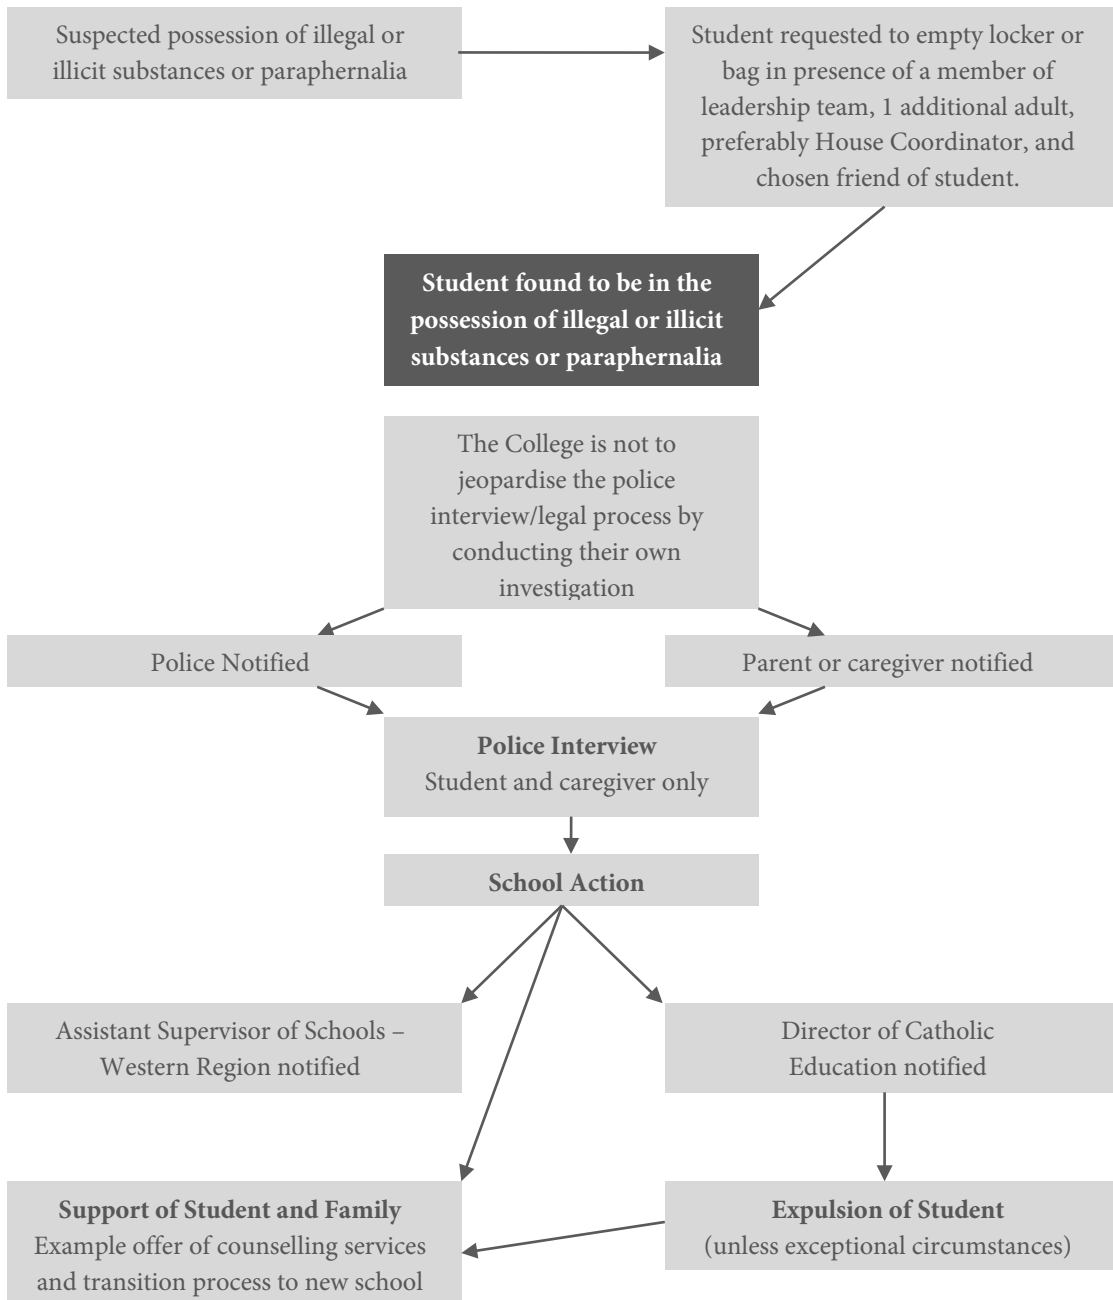 Suspected possession of illegal or
illicit substances or paraphernalia
Student requested to empty locker or
bag in presence of a member of
leadership team, 1 additional adult,
preferably House Coordinator, and
chosen friend of student.
Student found to be in the
possession of illegal or illicit
substances or paraphernalia
The College is not to
jeopardise the police
interview/legal process by
conducting their own
investigation
Police Notified
Parent or caregiver notified
Police Interview
Student and caregiver only
School Action
Assistant Supervisor of Schools –
Western Region notified
Director of Catholic
Education notified
Support of Student and Family
Example offer of counselling services
and transition process to new school
Expulsion of Student
(unless exceptional circumstances)